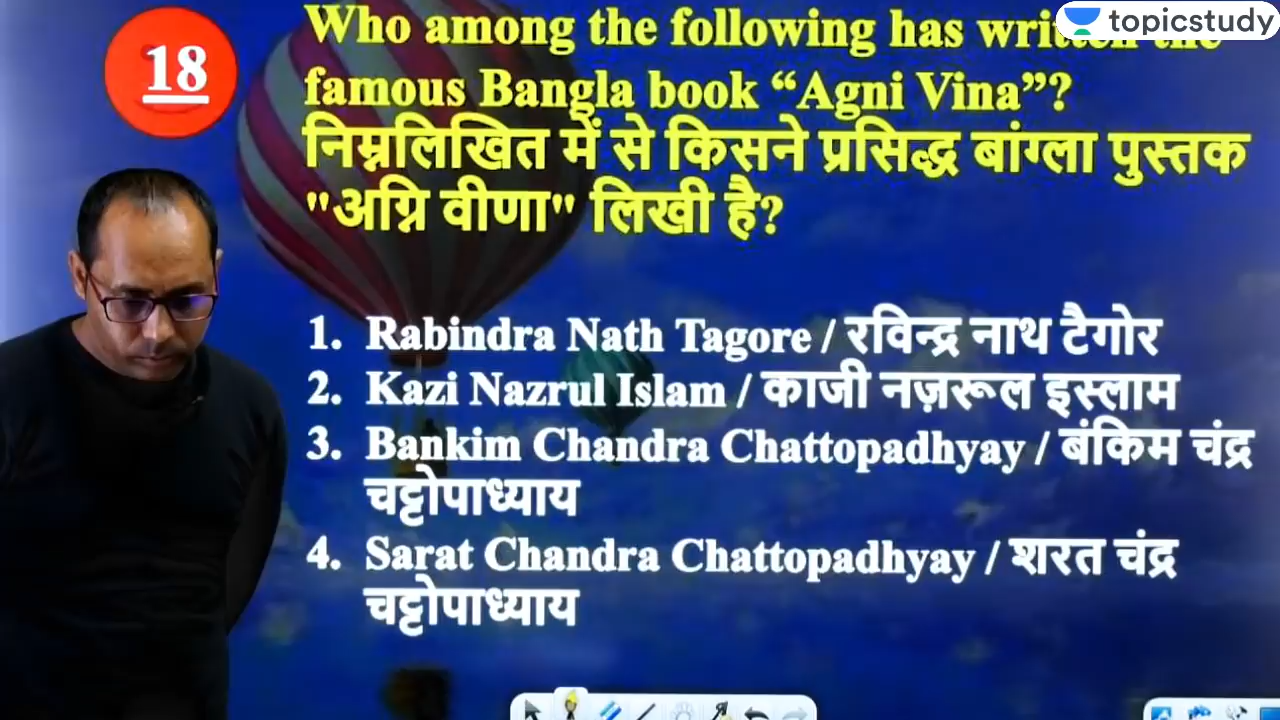 topicstudy
18
Who among the following has written the
famous Bangla book “Agni Vina”?
निम्नलिखित में से किसने प्रसिद्ध बांग्ला पुस्तक
"अग्नि वीणा" लिखी है?
1. Rabindra Nath Tagore / रविन्द्र नाथ टैगोर
2. Kazi Nazrul Islam / काजी नज़रूल इस्लाम
3. Bankim Chandra Chattopadhyay / बंकिम चंद्र
चट्टोपाध्याय
4. Sarat Chandra Chattopadhyay / शरत चंद्र
चट्टोपाध्याय